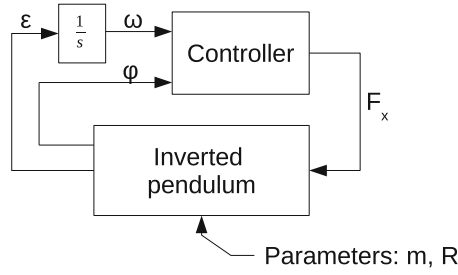 ε
1
s
ω
φ
Controller
F x
Inverted
pendulum
Parameters: m, R